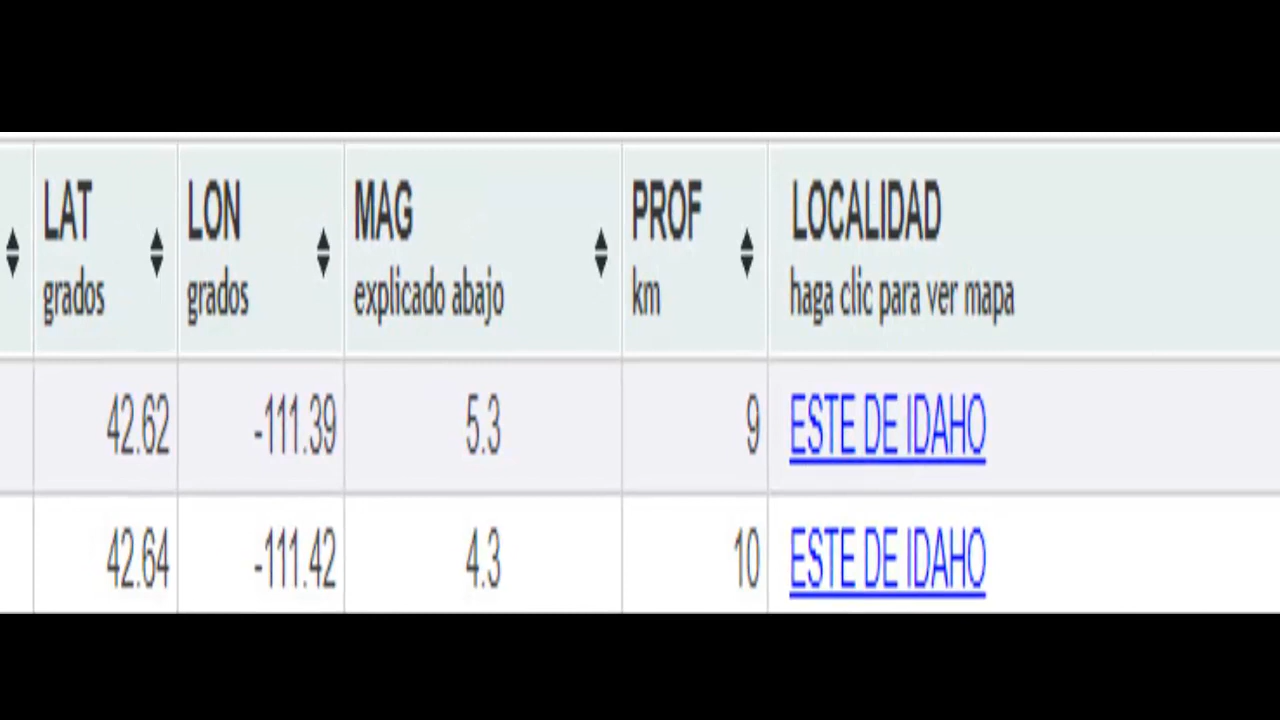 LAT LON MAG PROF LOCALIDAD
grados grados explicado abajo km haga clic para ver mapa
42.62 -111.39 5.3 9 ESTE DE IDAHO
42.64 -111.42 4.3 10 ESTE DE IDAHO